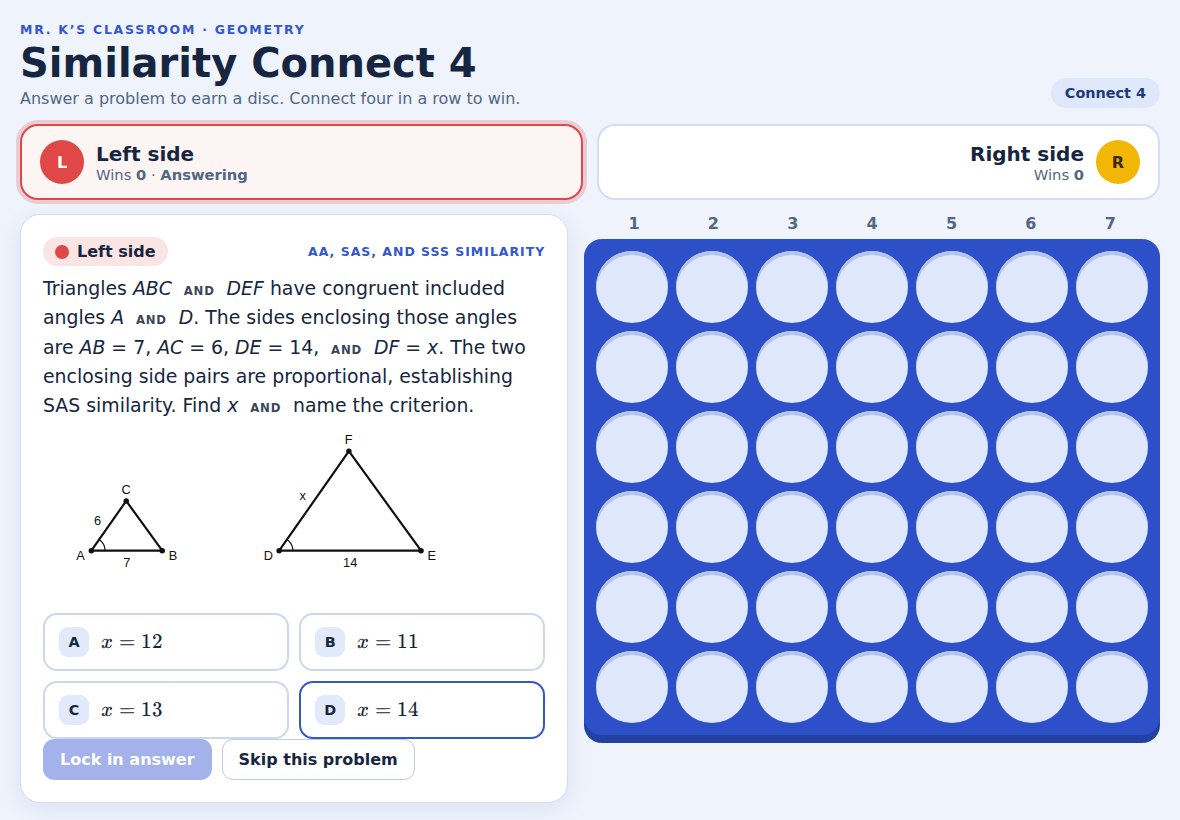 MR. K’S CLASSROOM · GEOMETRY
Similarity Connect 4
Answer a problem to earn a disc. Connect four in a row to win.
Connect 4
L
Left side
Wins 0 · Answering
Right side
Wins 0
R
Left side
AA, SAS, AND SSS SIMILARITY
Triangles ABC AND DEF have congruent included
angles A AND D. The sides enclosing those angles
are AB = 7, AC = 6, DE = 14, AND DF = x. The two
enclosing side pairs are proportional, establishing
SAS similarity. Find x AND name the criterion.
F
C
x
6
A
B
D
E
7
14
A x = 12
B x = 11
C x = 13
D x = 14
Lock in answer
Skip this problem
1 2 3 4 5 6 7